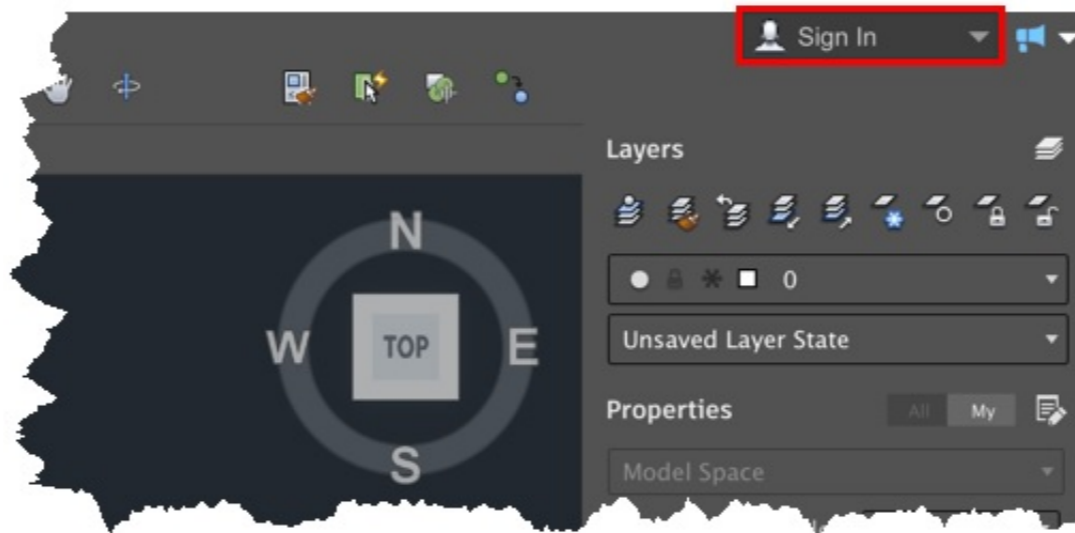 Sign In
Layers
0
Unsaved Layer State
Properties
All My
Model Space
N
W TOP E
S